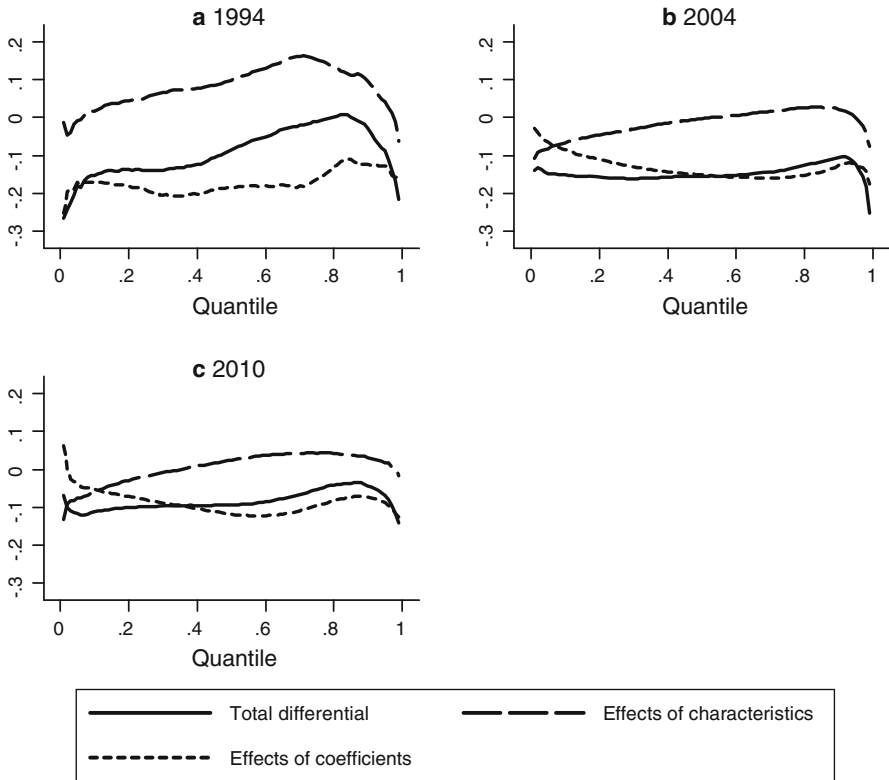 a 1994
.2
.1
0
-.1
-.2
-.3
0 .2 .4 .6 .8 1
Quantile
b 2004
.2
.1
0
-.1
-.2
-.3
0 .2 .4 .6 .8 1
Quantile
c 2010
.2
.1
0
-.1
-.2
-.3
0 .2 .4 .6 .8 1
Quantile
Total differential
Effects of characteristics
Effects of coefficients